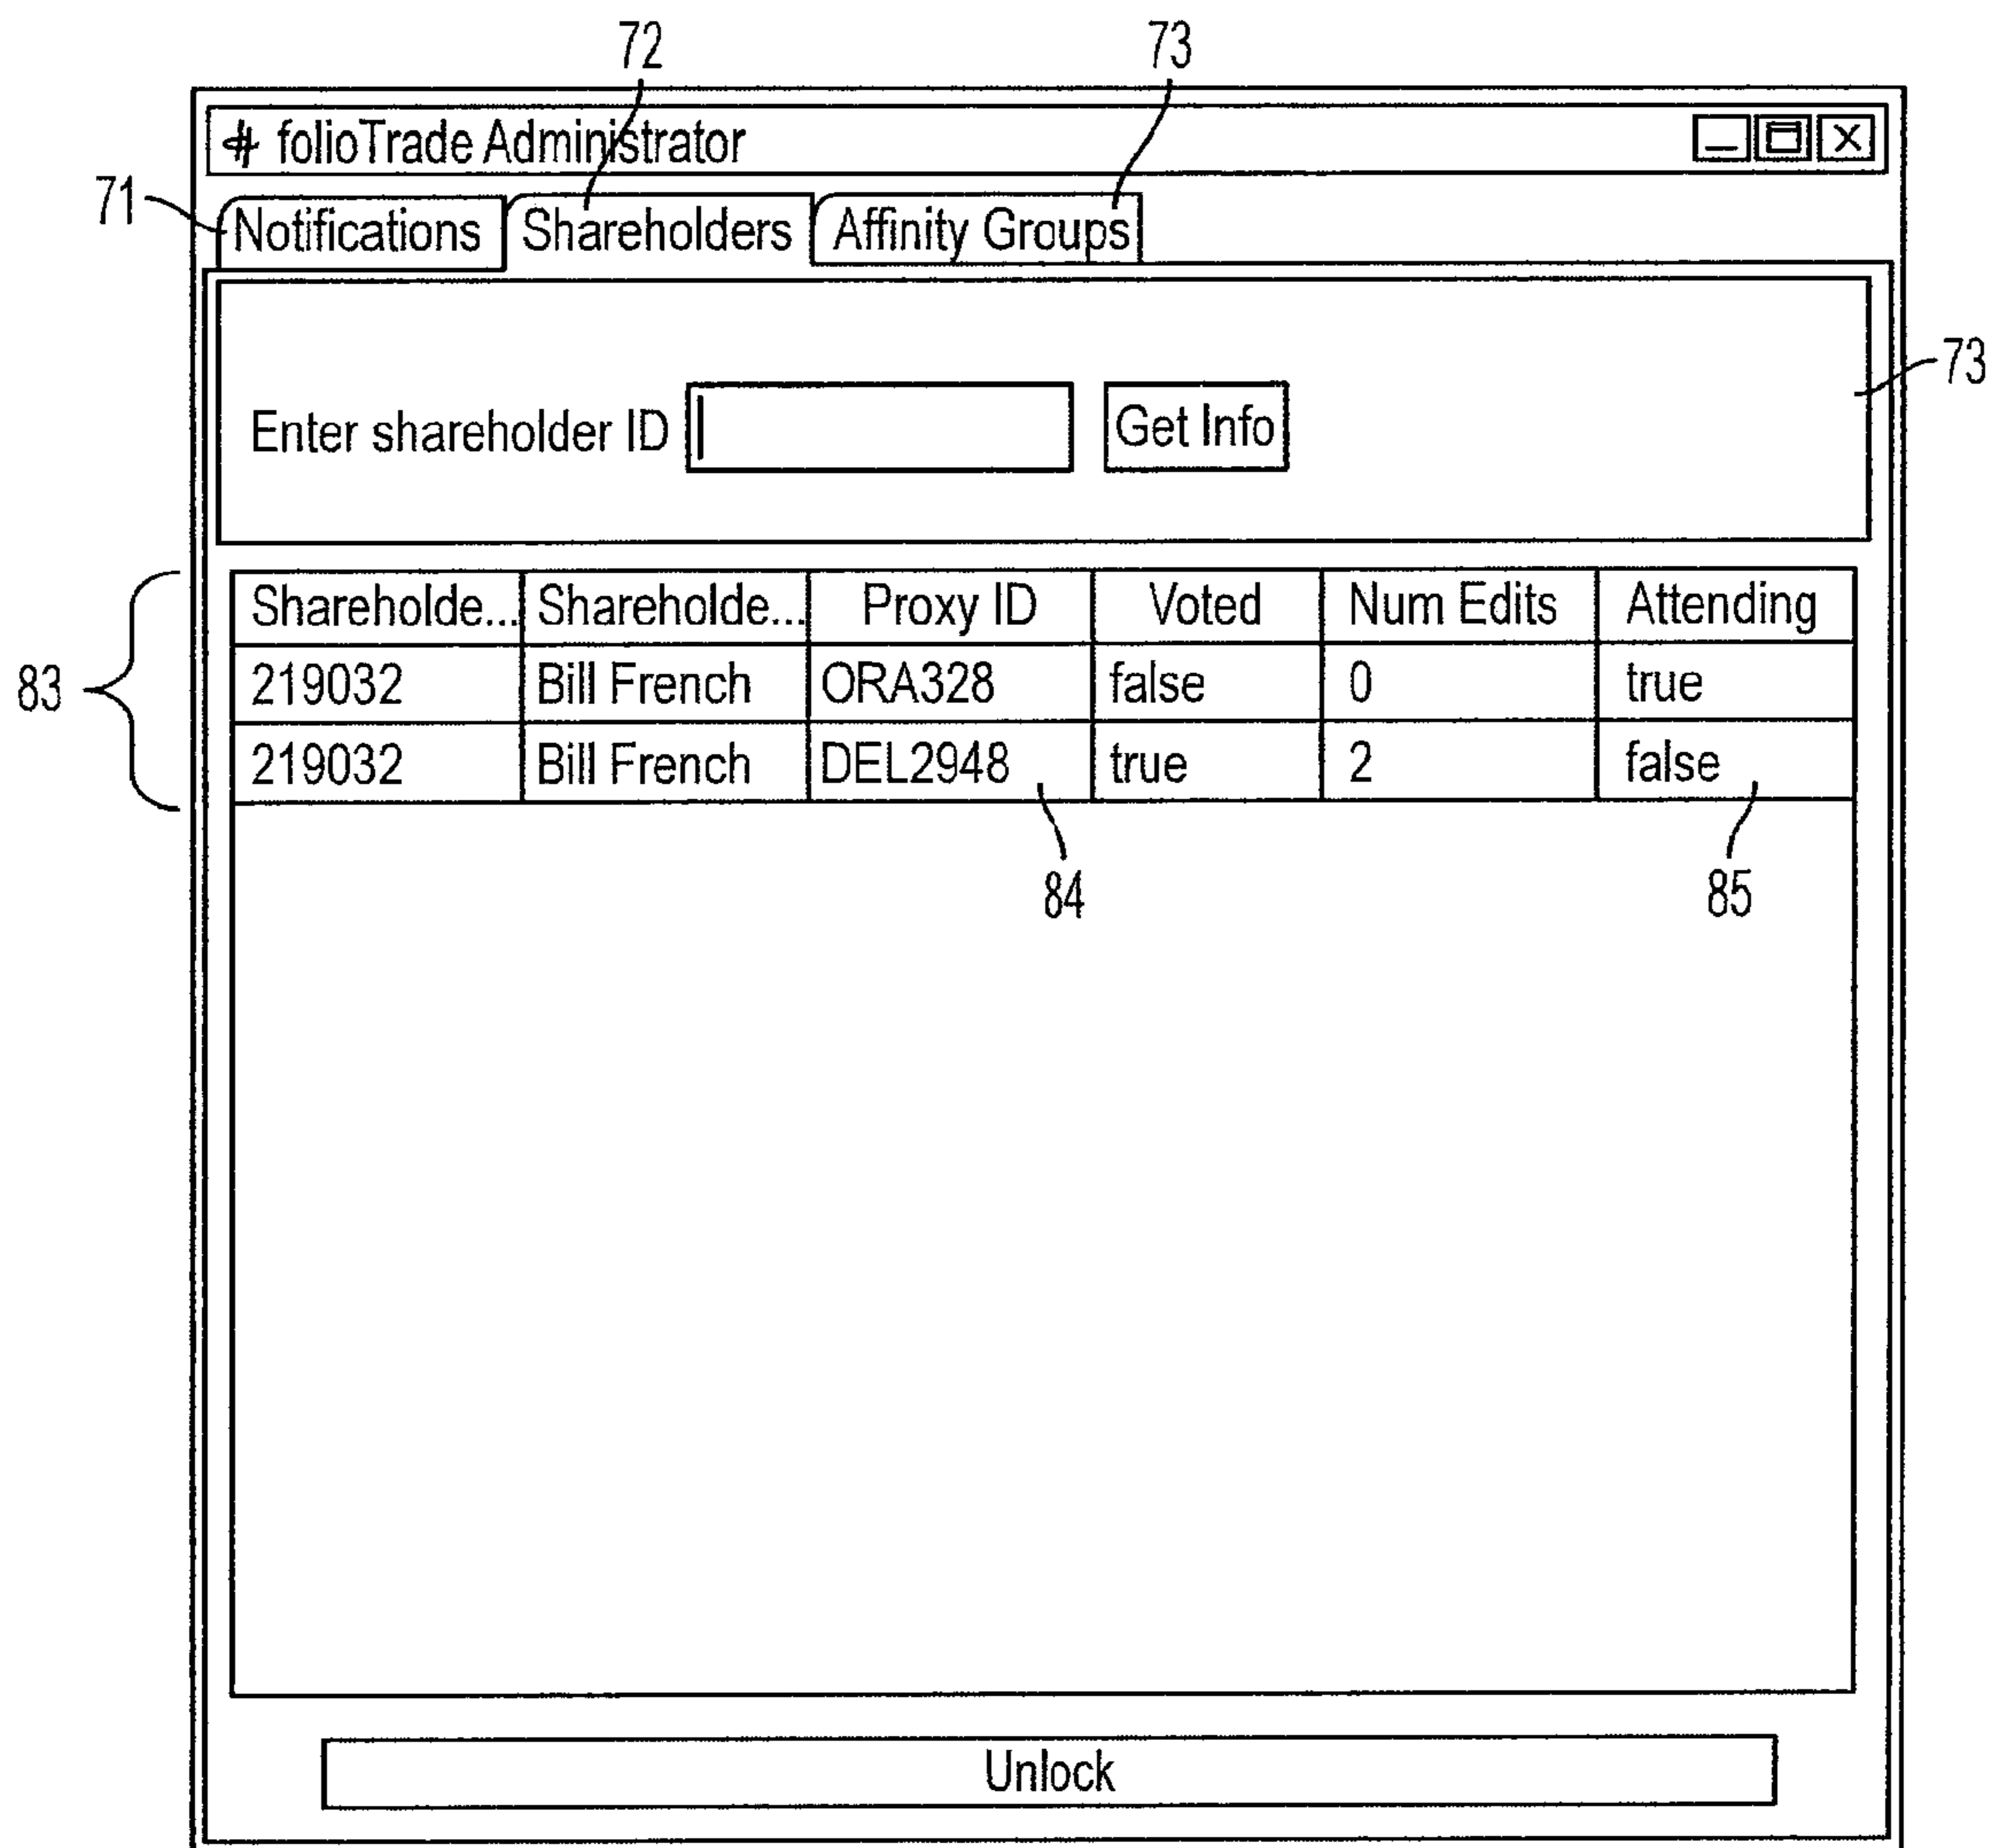 72 73
# folioTrade Administrator
71
Notifications Shareholders Affinity Groups
73
Enter shareholder ID Get Info
83
Shareholde... Shareholde... Proxy ID Voted Num Edits Attending
219032 Bill French ORA328 false 0 true
219032 Bill French DEL2948 true 2 false
84 85
Unlock